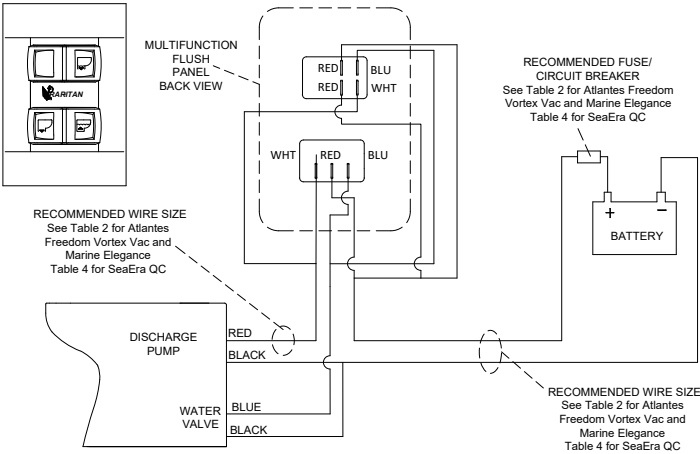 RARITAN
MULTIFUNCTION
FLUSH
PANEL
BACK VIEW
RED
BLU
RED
WHT
WHT
RED
BLU
RECOMMENDED FUSE/
CIRCUIT BREAKER
See Table 2 for Atlantes Freedom
Vortex Vac and Marine Elegance
Table 4 for SeaEra QC
+
−
BATTERY
RECOMMENDED WIRE SIZE
See Table 2 for Atlantes
Freedom Vortex Vac and
Marine Elegance
Table 4 for SeaEra QC
DISCHARGE
PUMP
RED
BLACK
WATER
VALVE
BLUE
BLACK
RECOMMENDED WIRE SIZE
See Table 2 for Atlantes
Freedom Vortex Vac and
Marine Elegance
Table 4 for SeaEra QC